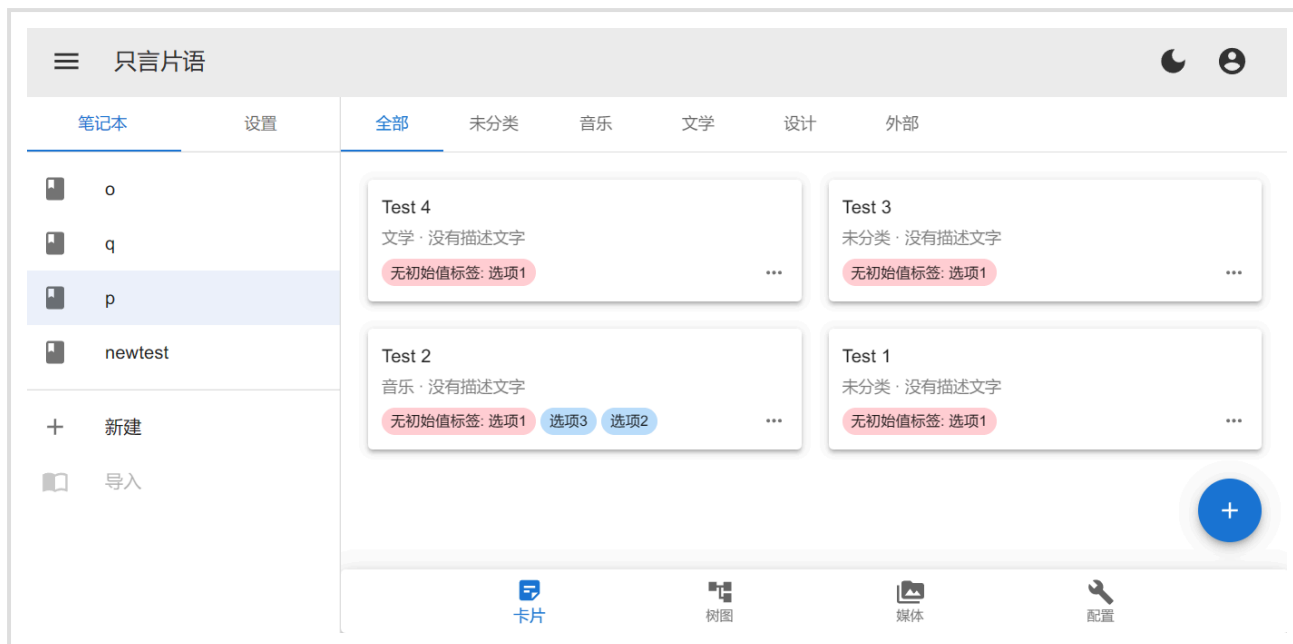 只言片语
笔记本 设置
全部 未分类 音乐 文学 设计 外部
o
q
p
newtest
新建
导入
Test 4
文学 · 没有描述文字
无初始值标签: 选项1
Test 3
未分类 · 没有描述文字
无初始值标签: 选项1
Test 2
音乐 · 没有描述文字
无初始值标签: 选项1 选项3 选项2
Test 1
未分类 · 没有描述文字
无初始值标签: 选项1
卡片 树图 媒体 配置